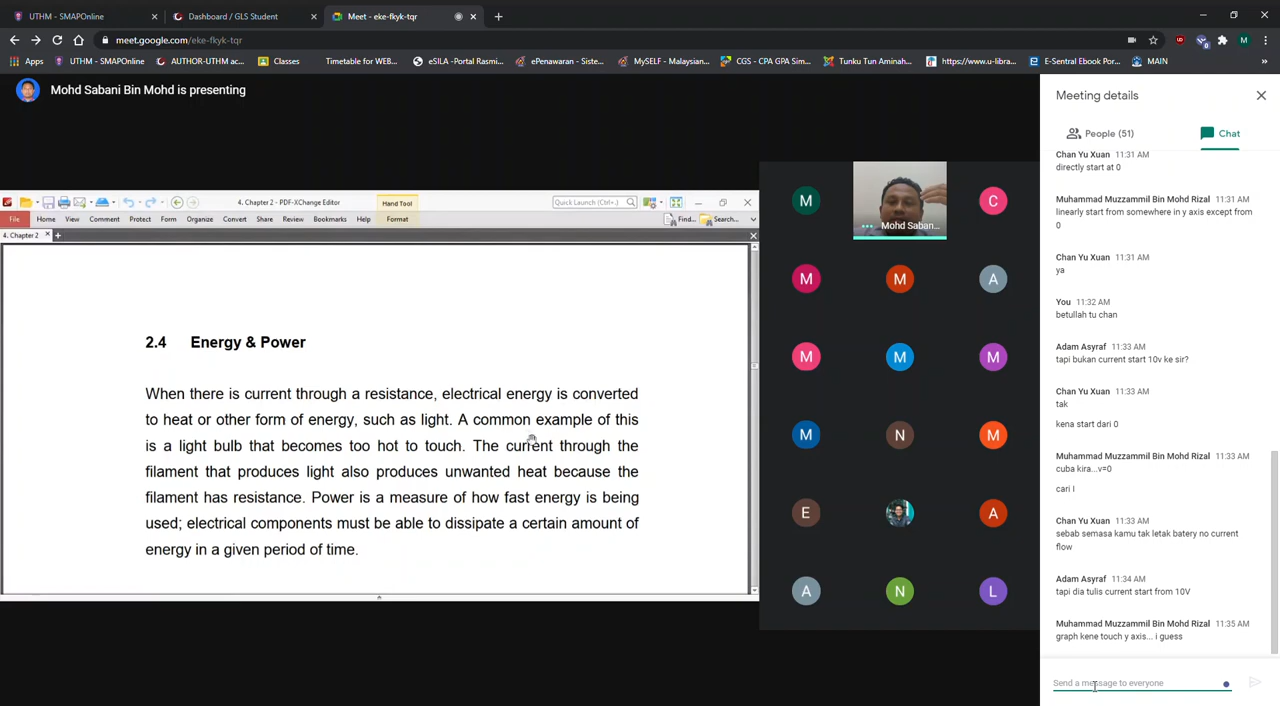 UTHM - SMAPOnline
Dashboard / GLS Student
Meet - eke-fkyk-tqr
meet.google.com/eke-fkyk-tqr
M
Apps
UTHM - SMAPOnline
AUTHOR-UTHM ac...
Classes
Timetable for WEB...
eSILA -Portal Rasmi...
ePenawaran - Siste...
MySELF - Malaysian...
CGS - CPA GPA Sim...
Tunku Tun Aminah...
https://www.u-libra...
E-Sentral Ebook Por...
MAIN
»
Mohd Sabani Bin Mohd is presenting
4. Chapter 2 - PDF-XChange Editor
Hand Tool
Quick Launch (Ctrl+.)
File
Home
View
Comment
Protect
Form
Organize
Convert
Share
Review
Bookmarks
Help
Format
Find...
Search...
4. Chapter 2
2.4 Energy & Power
When there is current through a resistance, electrical energy is converted
to heat or other form of energy, such as light. A common example of this
is a light bulb that becomes too hot to touch. The current through the
filament that produces light also produces unwanted heat because the
filament has resistance. Power is a measure of how fast energy is being
used; electrical components must be able to dissipate a certain amount of
energy in a given period of time.
M
Mohd Saban...
C
M
M
A
M
M
M
M
N
M
E
A
A
N
L
Meeting details
People (51)
Chat
Chan Yu Xuan 11:31 AM
directly start at 0
Muhammad Muzzammil Bin Mohd Rizal 11:31 AM
linearly start from somewhere in y axis except from
0
Chan Yu Xuan 11:31 AM
ya
You 11:32 AM
betullah tu chan
Adam Asyraf 11:33 AM
tapi bukan current start 10v ke sir?
Chan Yu Xuan 11:33 AM
tak
kena start dari 0
Muhammad Muzzammil Bin Mohd Rizal 11:33 AM
cuba kira...v=0
cari I
Chan Yu Xuan 11:33 AM
sebab semasa kamu tak letak batery no current
flow
Adam Asyraf 11:34 AM
tapi dia tulis current start from 10V
Muhammad Muzzammil Bin Mohd Rizal 11:35 AM
graph kene touch y axis... i guess
Send a message to everyone